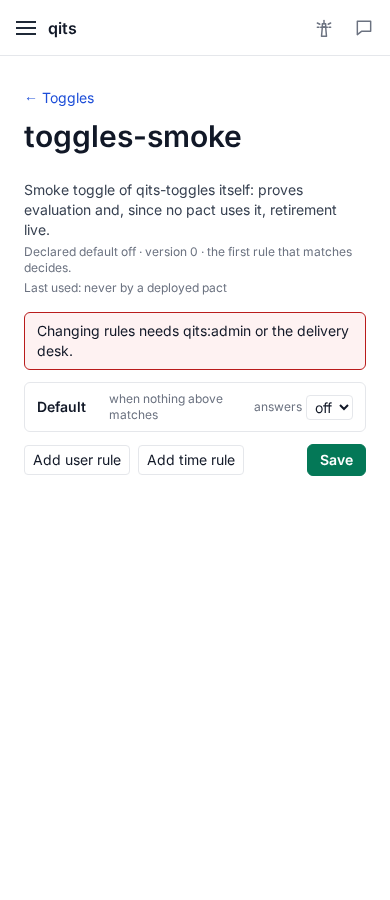 qits
← Toggles
toggles-smoke
Smoke toggle of qits-toggles itself: proves
evaluation and, since no pact uses it, retirement
live.
Declared default off · version 0 · the first rule that matches
decides.
Last used: never by a deployed pact
Changing rules needs qits:admin or the delivery
desk.
Default when nothing above matches answers off
Add user rule Add time rule Save